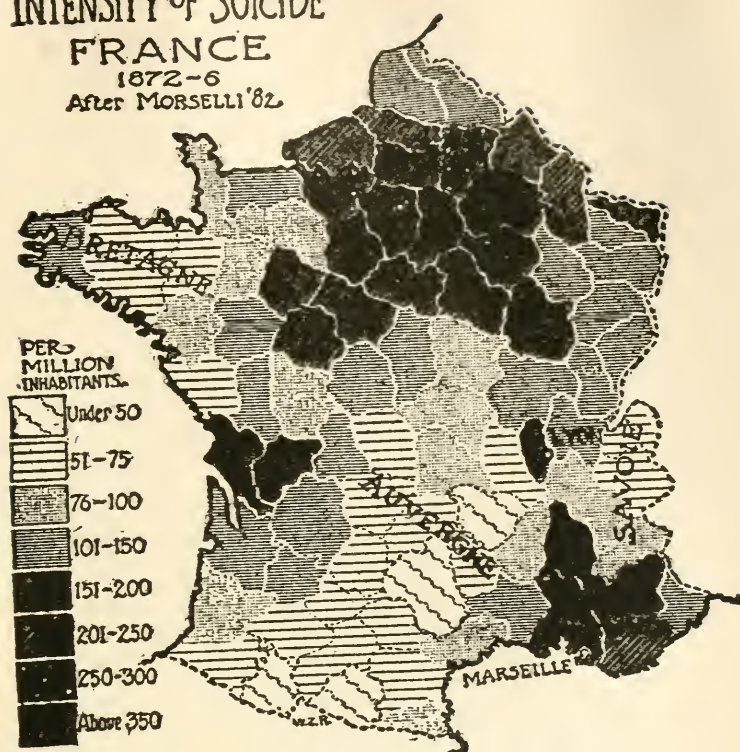 INTENSITY OF SUICIDE
FRANCE
1872-6
After MORSELLI '82
BRETAGNE
PER
MILLION
INHABITANTS.
Under 50
51-75
76-100
101-150
151-200
201-250
250-300
Above 350
LYON
SAVOIE
AUVERGNE
MARSEILLE
W.Z.R.